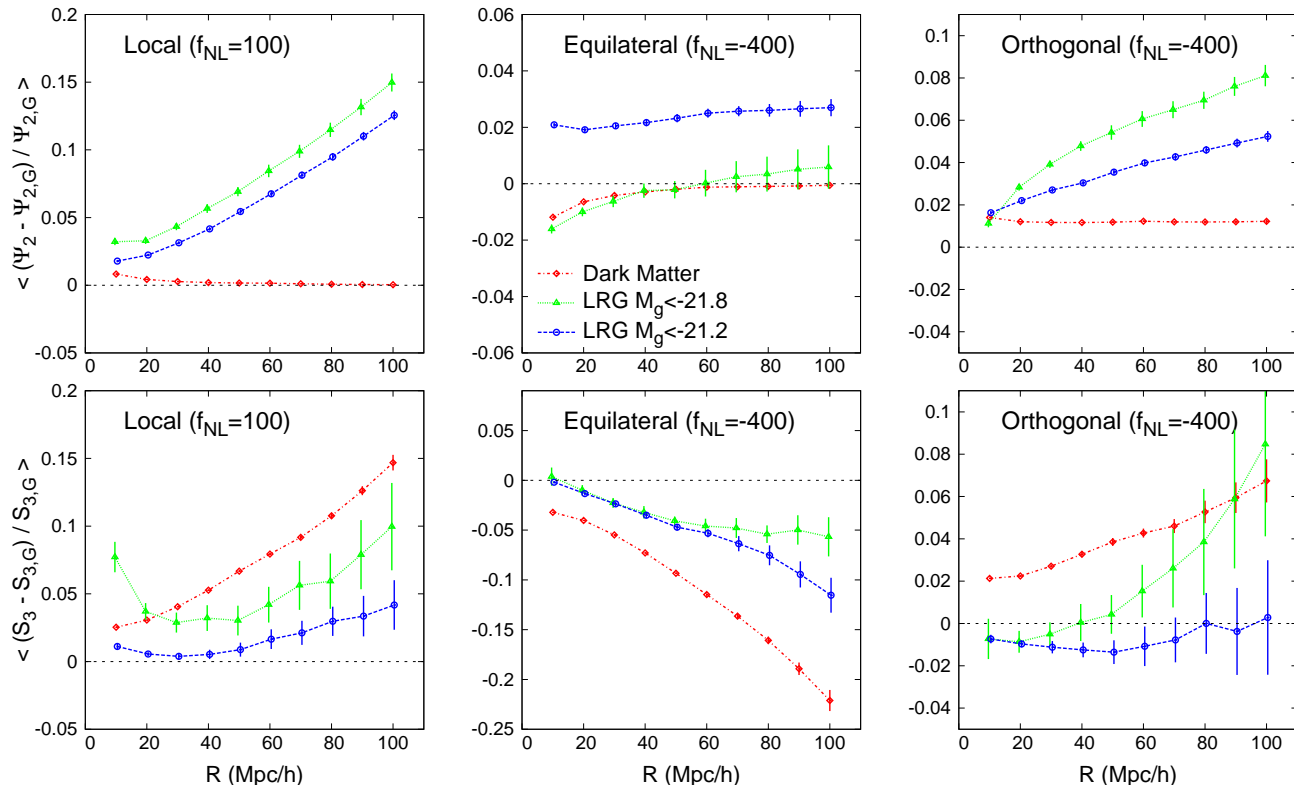 < (Ψ_2 - Ψ_2,G) / Ψ_2,G >
0.2
0.15
0.1
0.05
0
-0.05
Local (f_NL=100)
0 20 40 60 80 100
0.06
0.04
0.02
0
-0.02
-0.04
-0.06
Equilateral (f_NL=-400)
Dark Matter
LRG M_g<-21.8
LRG M_g<-21.2
0 20 40 60 80 100
0.1
0.08
0.06
0.04
0.02
0
-0.02
-0.04
Orthogonal (f_NL=-400)
0 20 40 60 80 100
< (S_3 - S_3,G) / S_3,G >
0.2
0.15
0.1
0.05
0
-0.05
Local (f_NL=100)
0 20 40 60 80 100
R (Mpc/h)
0.05
0
-0.05
-0.1
-0.15
-0.2
-0.25
Equilateral (f_NL=-400)
0 20 40 60 80 100
R (Mpc/h)
0.1
0.08
0.06
0.04
0.02
0
-0.02
-0.04
Orthogonal (f_NL=-400)
0 20 40 60 80 100
R (Mpc/h)